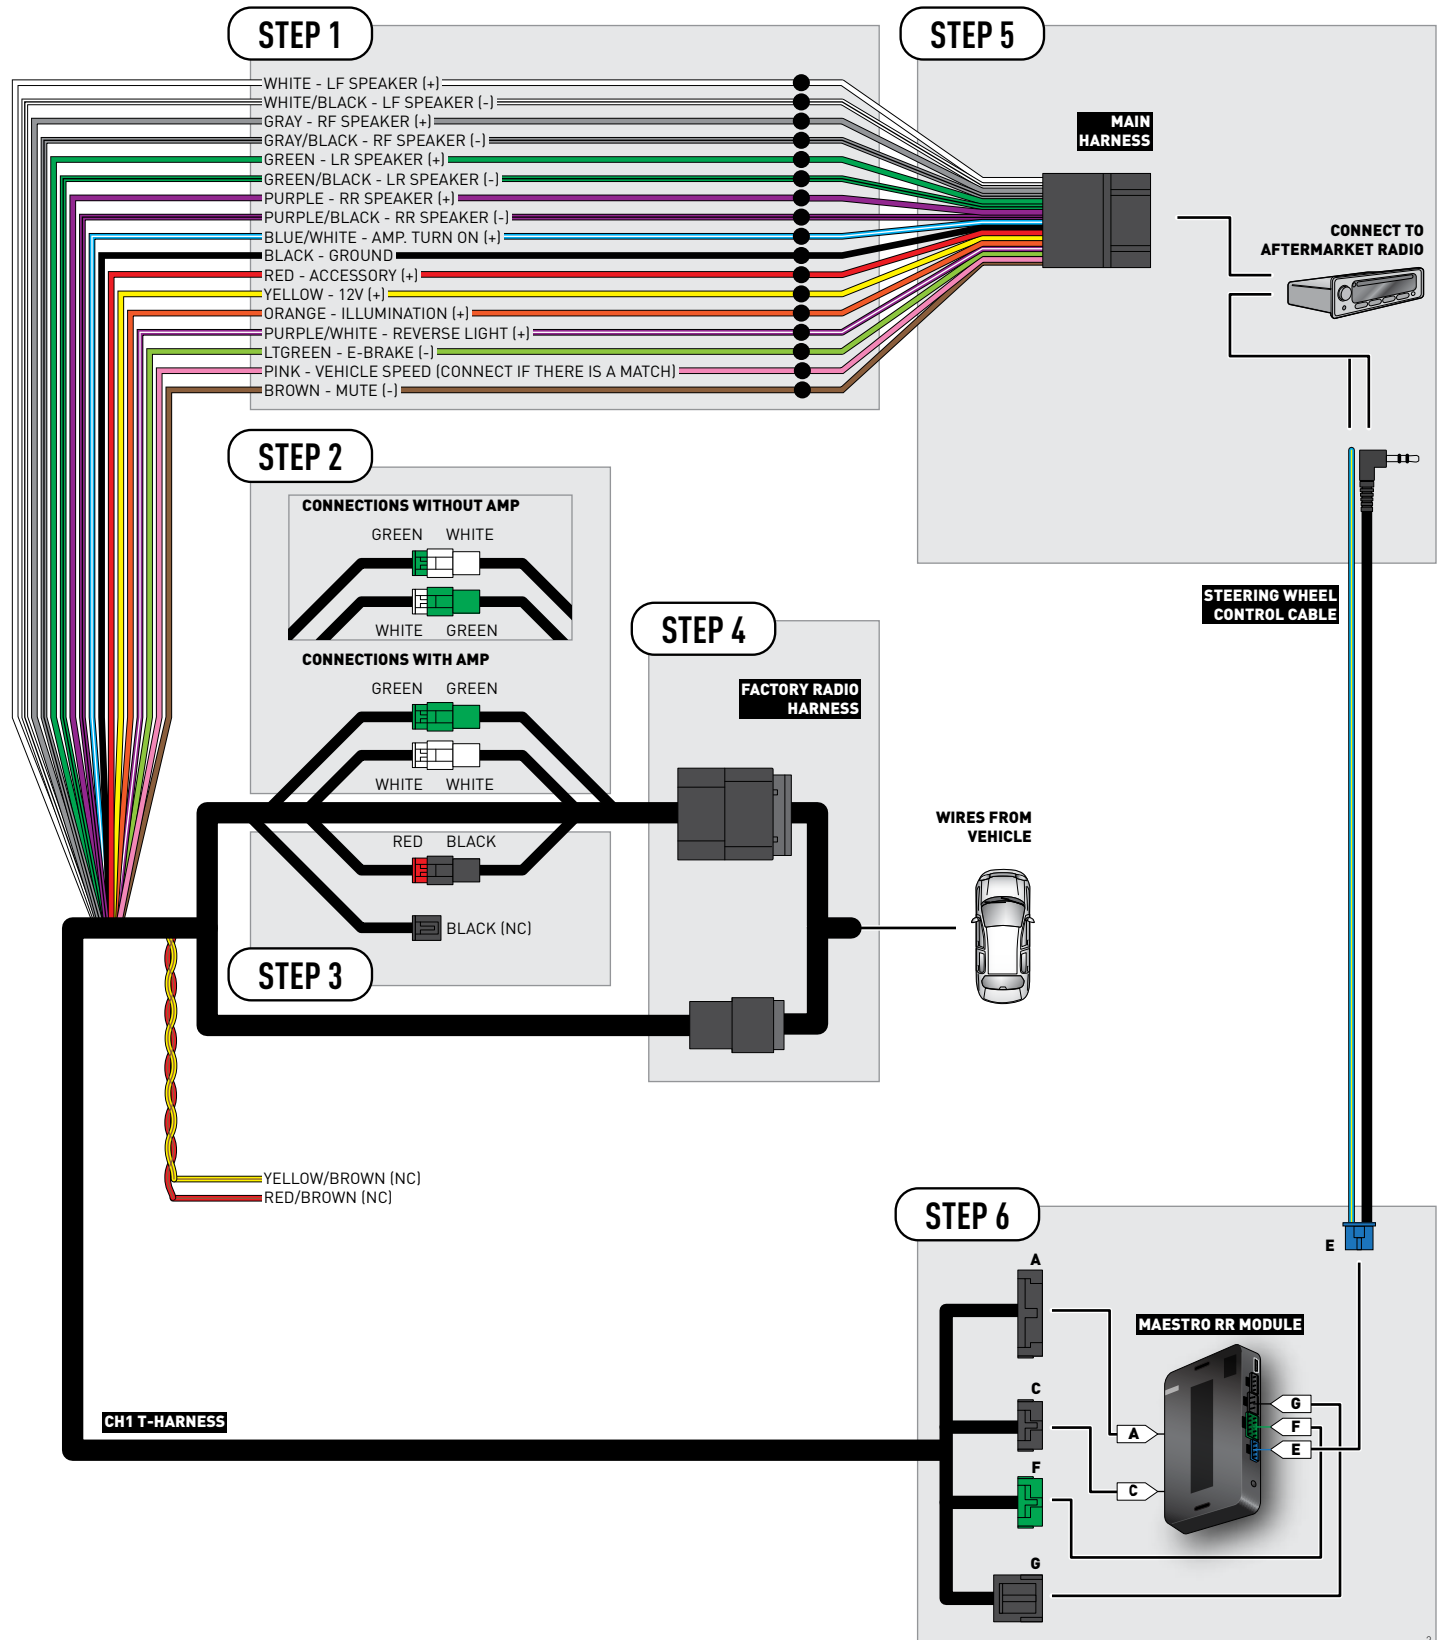 STEP 1
WHITE - LF SPEAKER (+)
WHITE/BLACK - LF SPEAKER (-)
GRAY - RF SPEAKER (+)
GRAY/BLACK - RF SPEAKER (-)
GREEN - LR SPEAKER (+)
GREEN/BLACK - LR SPEAKER (-)
PURPLE - RR SPEAKER (+)
PURPLE/BLACK - RR SPEAKER (-)
BLUE/WHITE - AMP. TURN ON (+)
BLACK - GROUND
RED - ACCESSORY (+)
YELLOW - 12V (+)
ORANGE - ILLUMINATION (+)
PURPLE/WHITE - REVERSE LIGHT (+)
LTGREEN - E-BRAKE (-)
PINK - VEHICLE SPEED (CONNECT IF THERE IS A MATCH)
BROWN - MUTE (-)
STEP 5
MAIN
HARNESS
CONNECT TO
AFTERMARKET RADIO
STEERING WHEEL
CONTROL CABLE
STEP 2
CONNECTIONS WITHOUT AMP
GREEN WHITE
WHITE GREEN
CONNECTIONS WITH AMP
GREEN GREEN
WHITE WHITE
STEP 4
FACTORY RADIO
HARNESS
WIRES FROM
VEHICLE
RED BLACK
BLACK (NC)
STEP 3
YELLOW/BROWN (NC)
RED/BROWN (NC)
CH1 T-HARNESS
STEP 6
E
A
MAESTRO RR MODULE
C
G
F
A
E
F
C
G